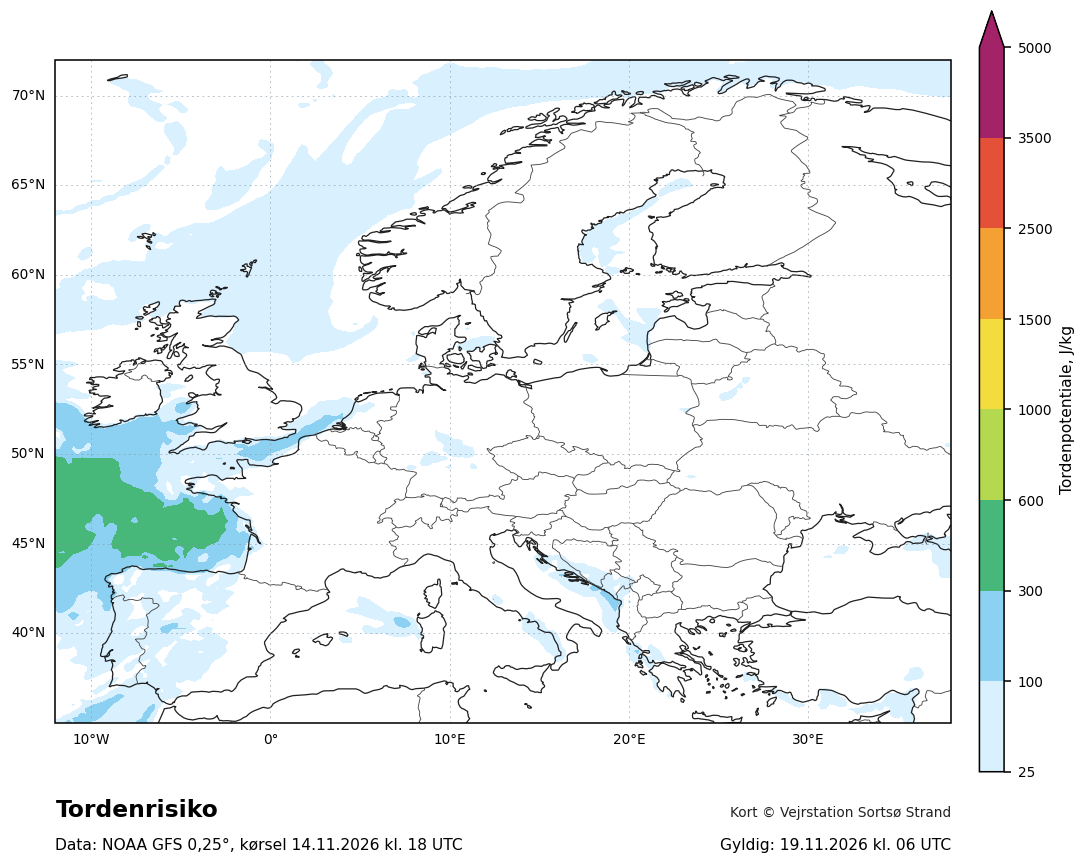 70°N
65°N
60°N
55°N
50°N
45°N
40°N
10°W 0° 10°E 20°E 30°E
5000
3500
2500
1500
1000
600
300
100
25
Tordenpotentiale, J/kg
Tordenrisiko
Kort © Vejrstation Sortsø Strand
Data: NOAA GFS 0,25°, kørsel 14.11.2026 kl. 18 UTC
Gyldig: 19.11.2026 kl. 06 UTC